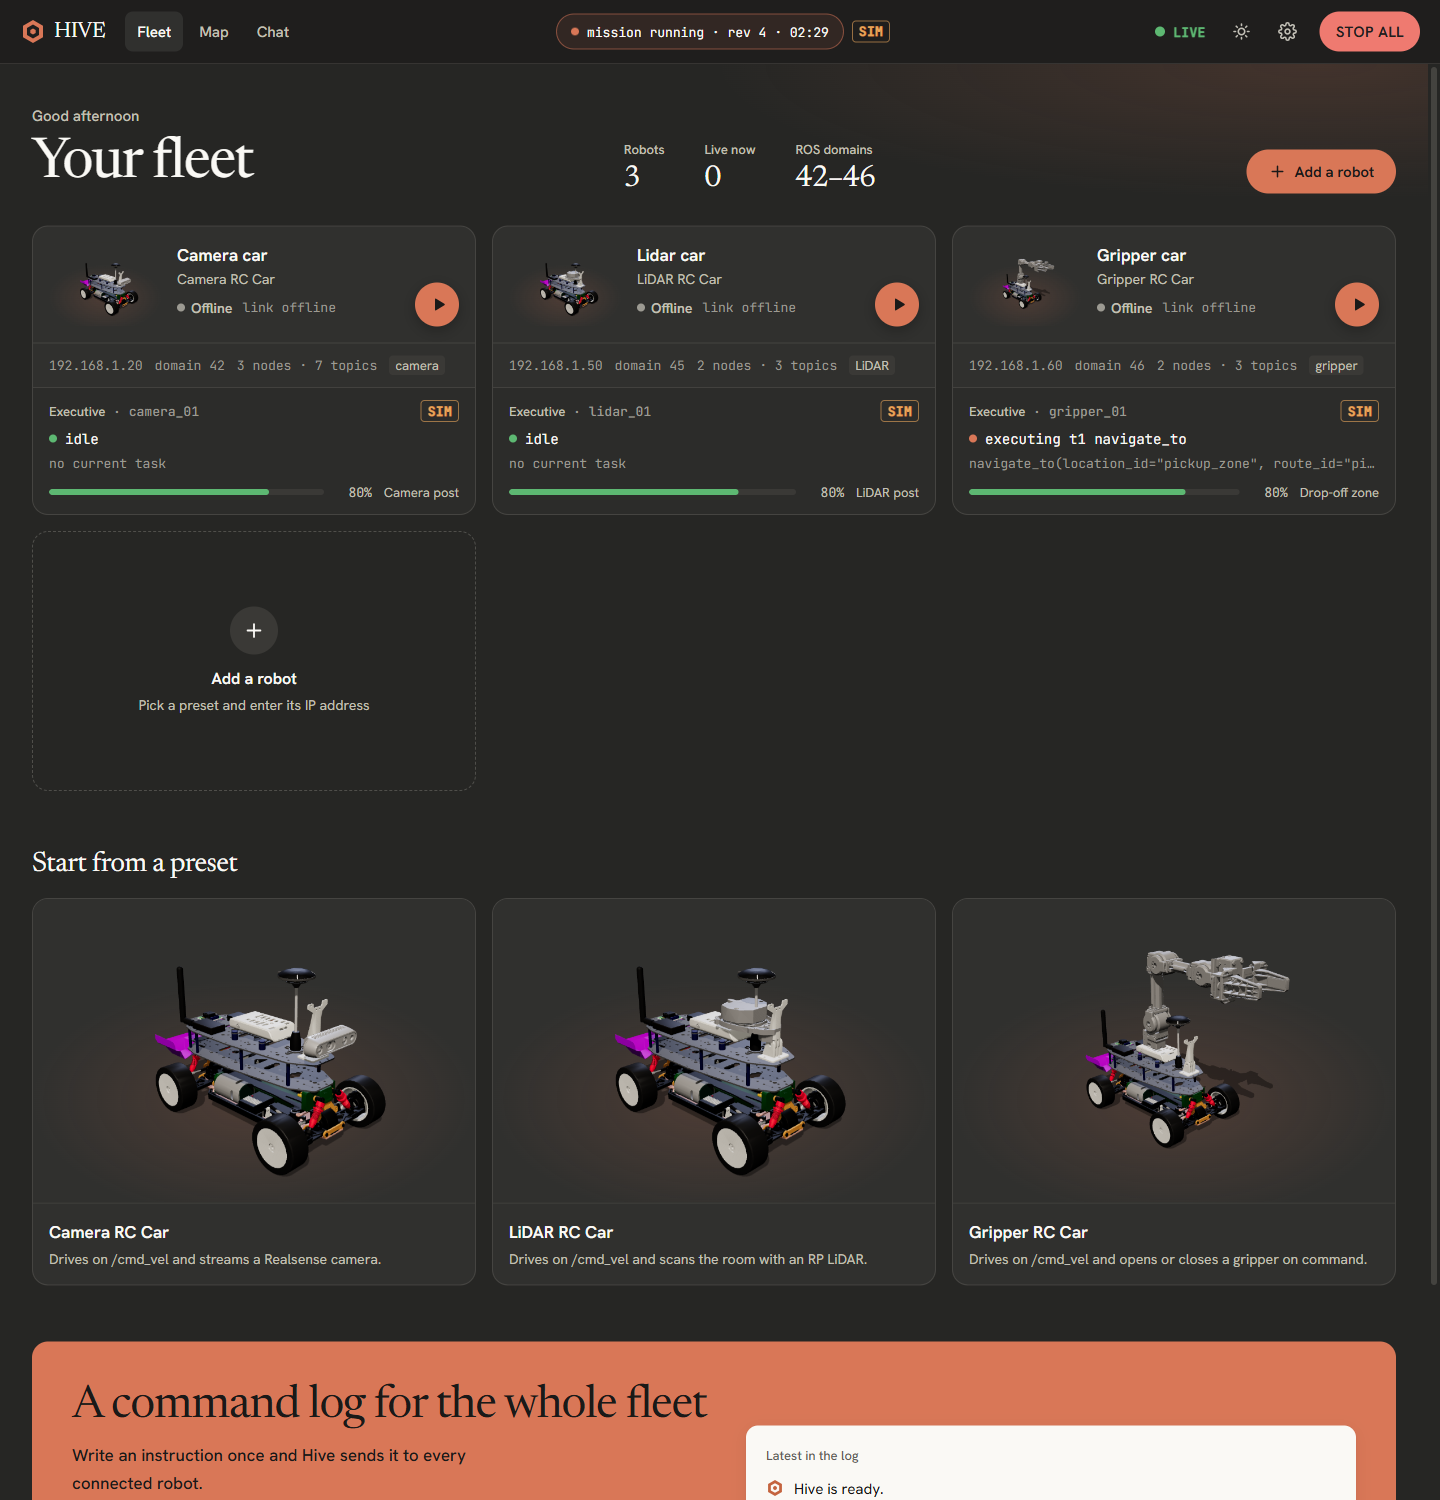 HIVE
Fleet
Map
Chat
mission running · rev 4 · 02:29
SIM
LIVE
STOP ALL
Good afternoon
Your fleet
Robots
3
Live now
0
ROS domains
42–46
+ Add a robot
Camera car
Camera RC Car
Offline link offline
192.168.1.20 domain 42 3 nodes · 7 topics camera
Executive · camera_01
SIM
idle
no current task
80% Camera post
Lidar car
LiDAR RC Car
Offline link offline
192.168.1.50 domain 45 2 nodes · 3 topics LiDAR
Executive · lidar_01
SIM
idle
no current task
80% LiDAR post
Gripper car
Gripper RC Car
Offline link offline
192.168.1.60 domain 46 2 nodes · 3 topics gripper
Executive · gripper_01
SIM
executing t1 navigate_to
navigate_to(location_id="pickup_zone", route_id="pi…
80% Drop-off zone
Add a robot
Pick a preset and enter its IP address
Start from a preset
Camera RC Car
Drives on /cmd_vel and streams a Realsense camera.
LiDAR RC Car
Drives on /cmd_vel and scans the room with an RP LiDAR.
Gripper RC Car
Drives on /cmd_vel and opens or closes a gripper on command.
A command log for the whole fleet
Write an instruction once and Hive sends it to every
connected robot.
Latest in the log
Hive is ready.